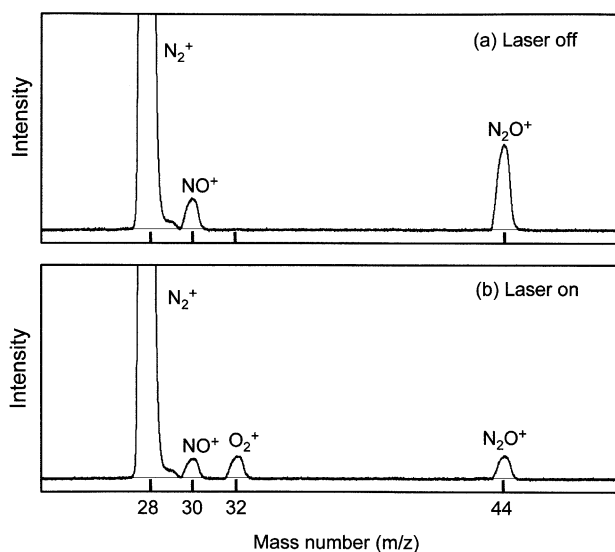 (a) Laser off
N₂⁺
NO⁺
N₂O⁺
Intensity
(b) Laser on
N₂⁺
NO⁺
O₂⁺
N₂O⁺
Intensity
28 30 32 44
Mass number (m/z)